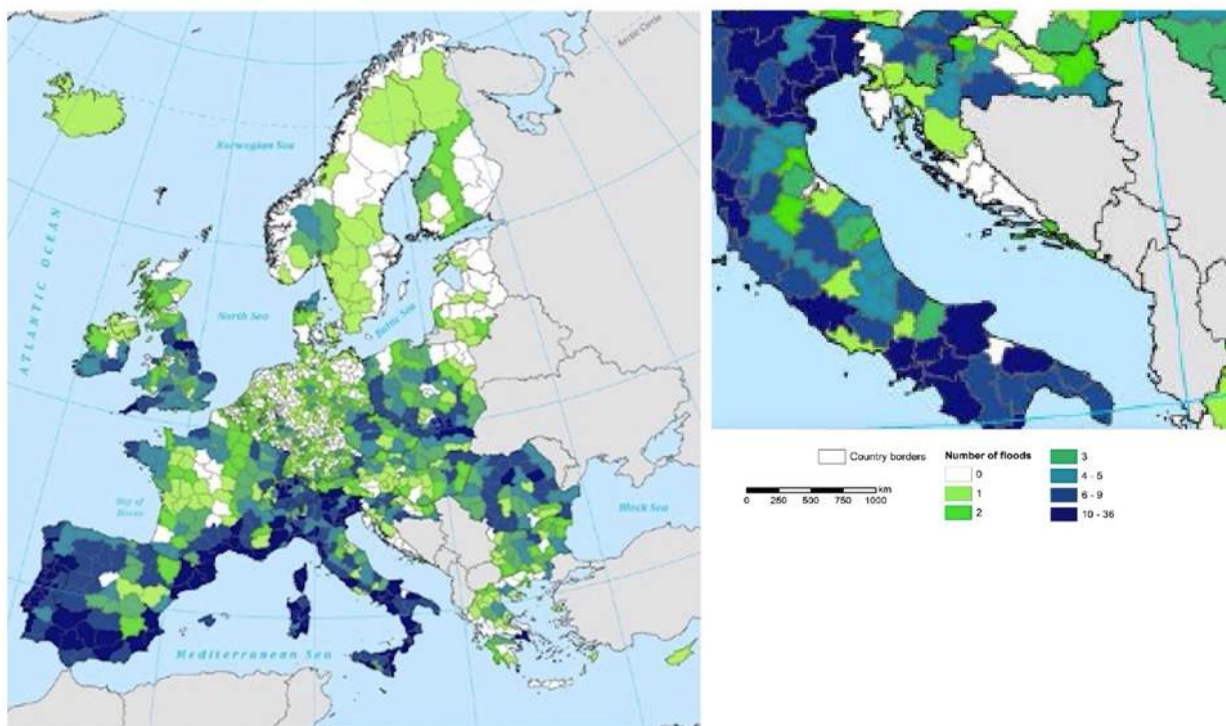 Arctic Circle
Norwegian Sea
ATLANTIC OCEAN
North Sea
Baltic Sea
Bay of
Biscay
Black Sea
Mediterranean Sea
Country borders
km
0 250 500 750 1000
Number of floods
0
1
2
3
4 - 5
6 - 9
10 - 36